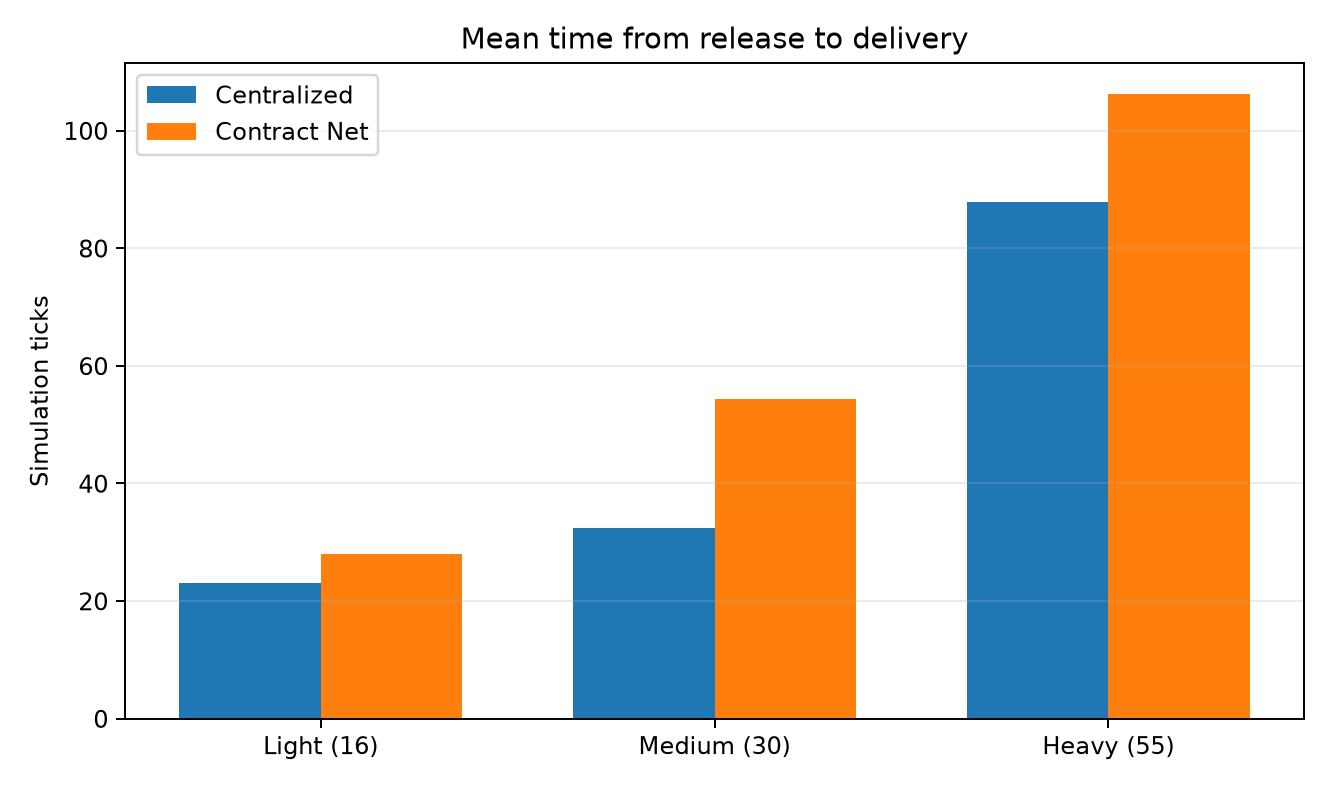 Mean time from release to delivery
Centralized
Contract Net
Simulation ticks
100
80
60
40
20
0
Light (16)
Medium (30)
Heavy (55)